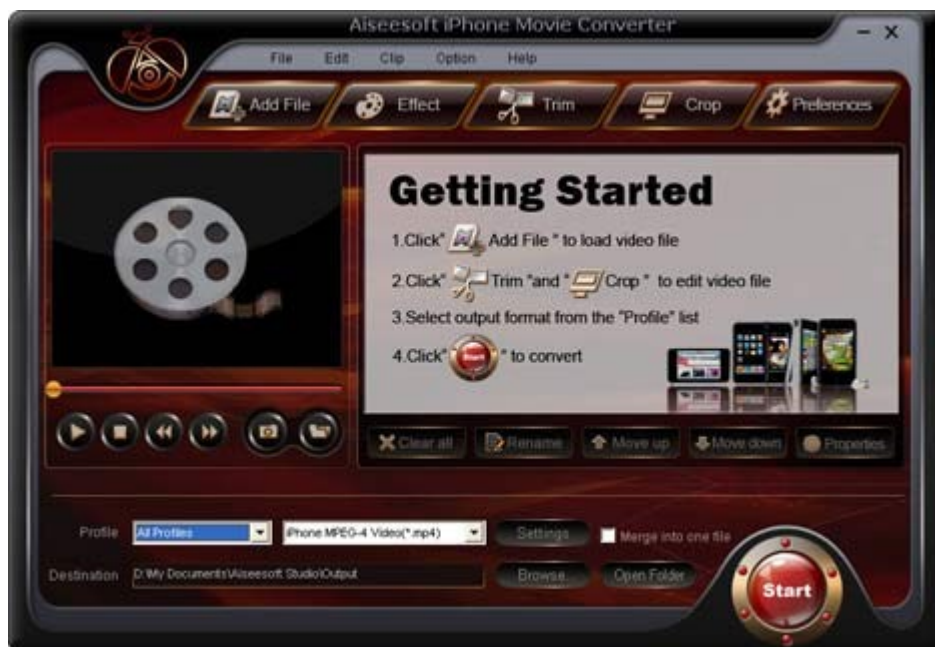 Aiseesoft iPhone Movie Converter
File Edit Clip Option Help
Add File Effect Trim Crop Preferences
Getting Started
1.Click" Add File " to load video file
2.Click" Trim "and " Crop " to edit video file
3.Select output format from the "Profile" list
4.Click" Start " to convert
Clear all Rename Move up Move down Properties
Profile All Profiles iPhone MPEG-4 Video(*.mp4) Settings Merge into one file
Destination D:\My Documents\Aiseesoft Studio\Output Browse... Open Folder
Start